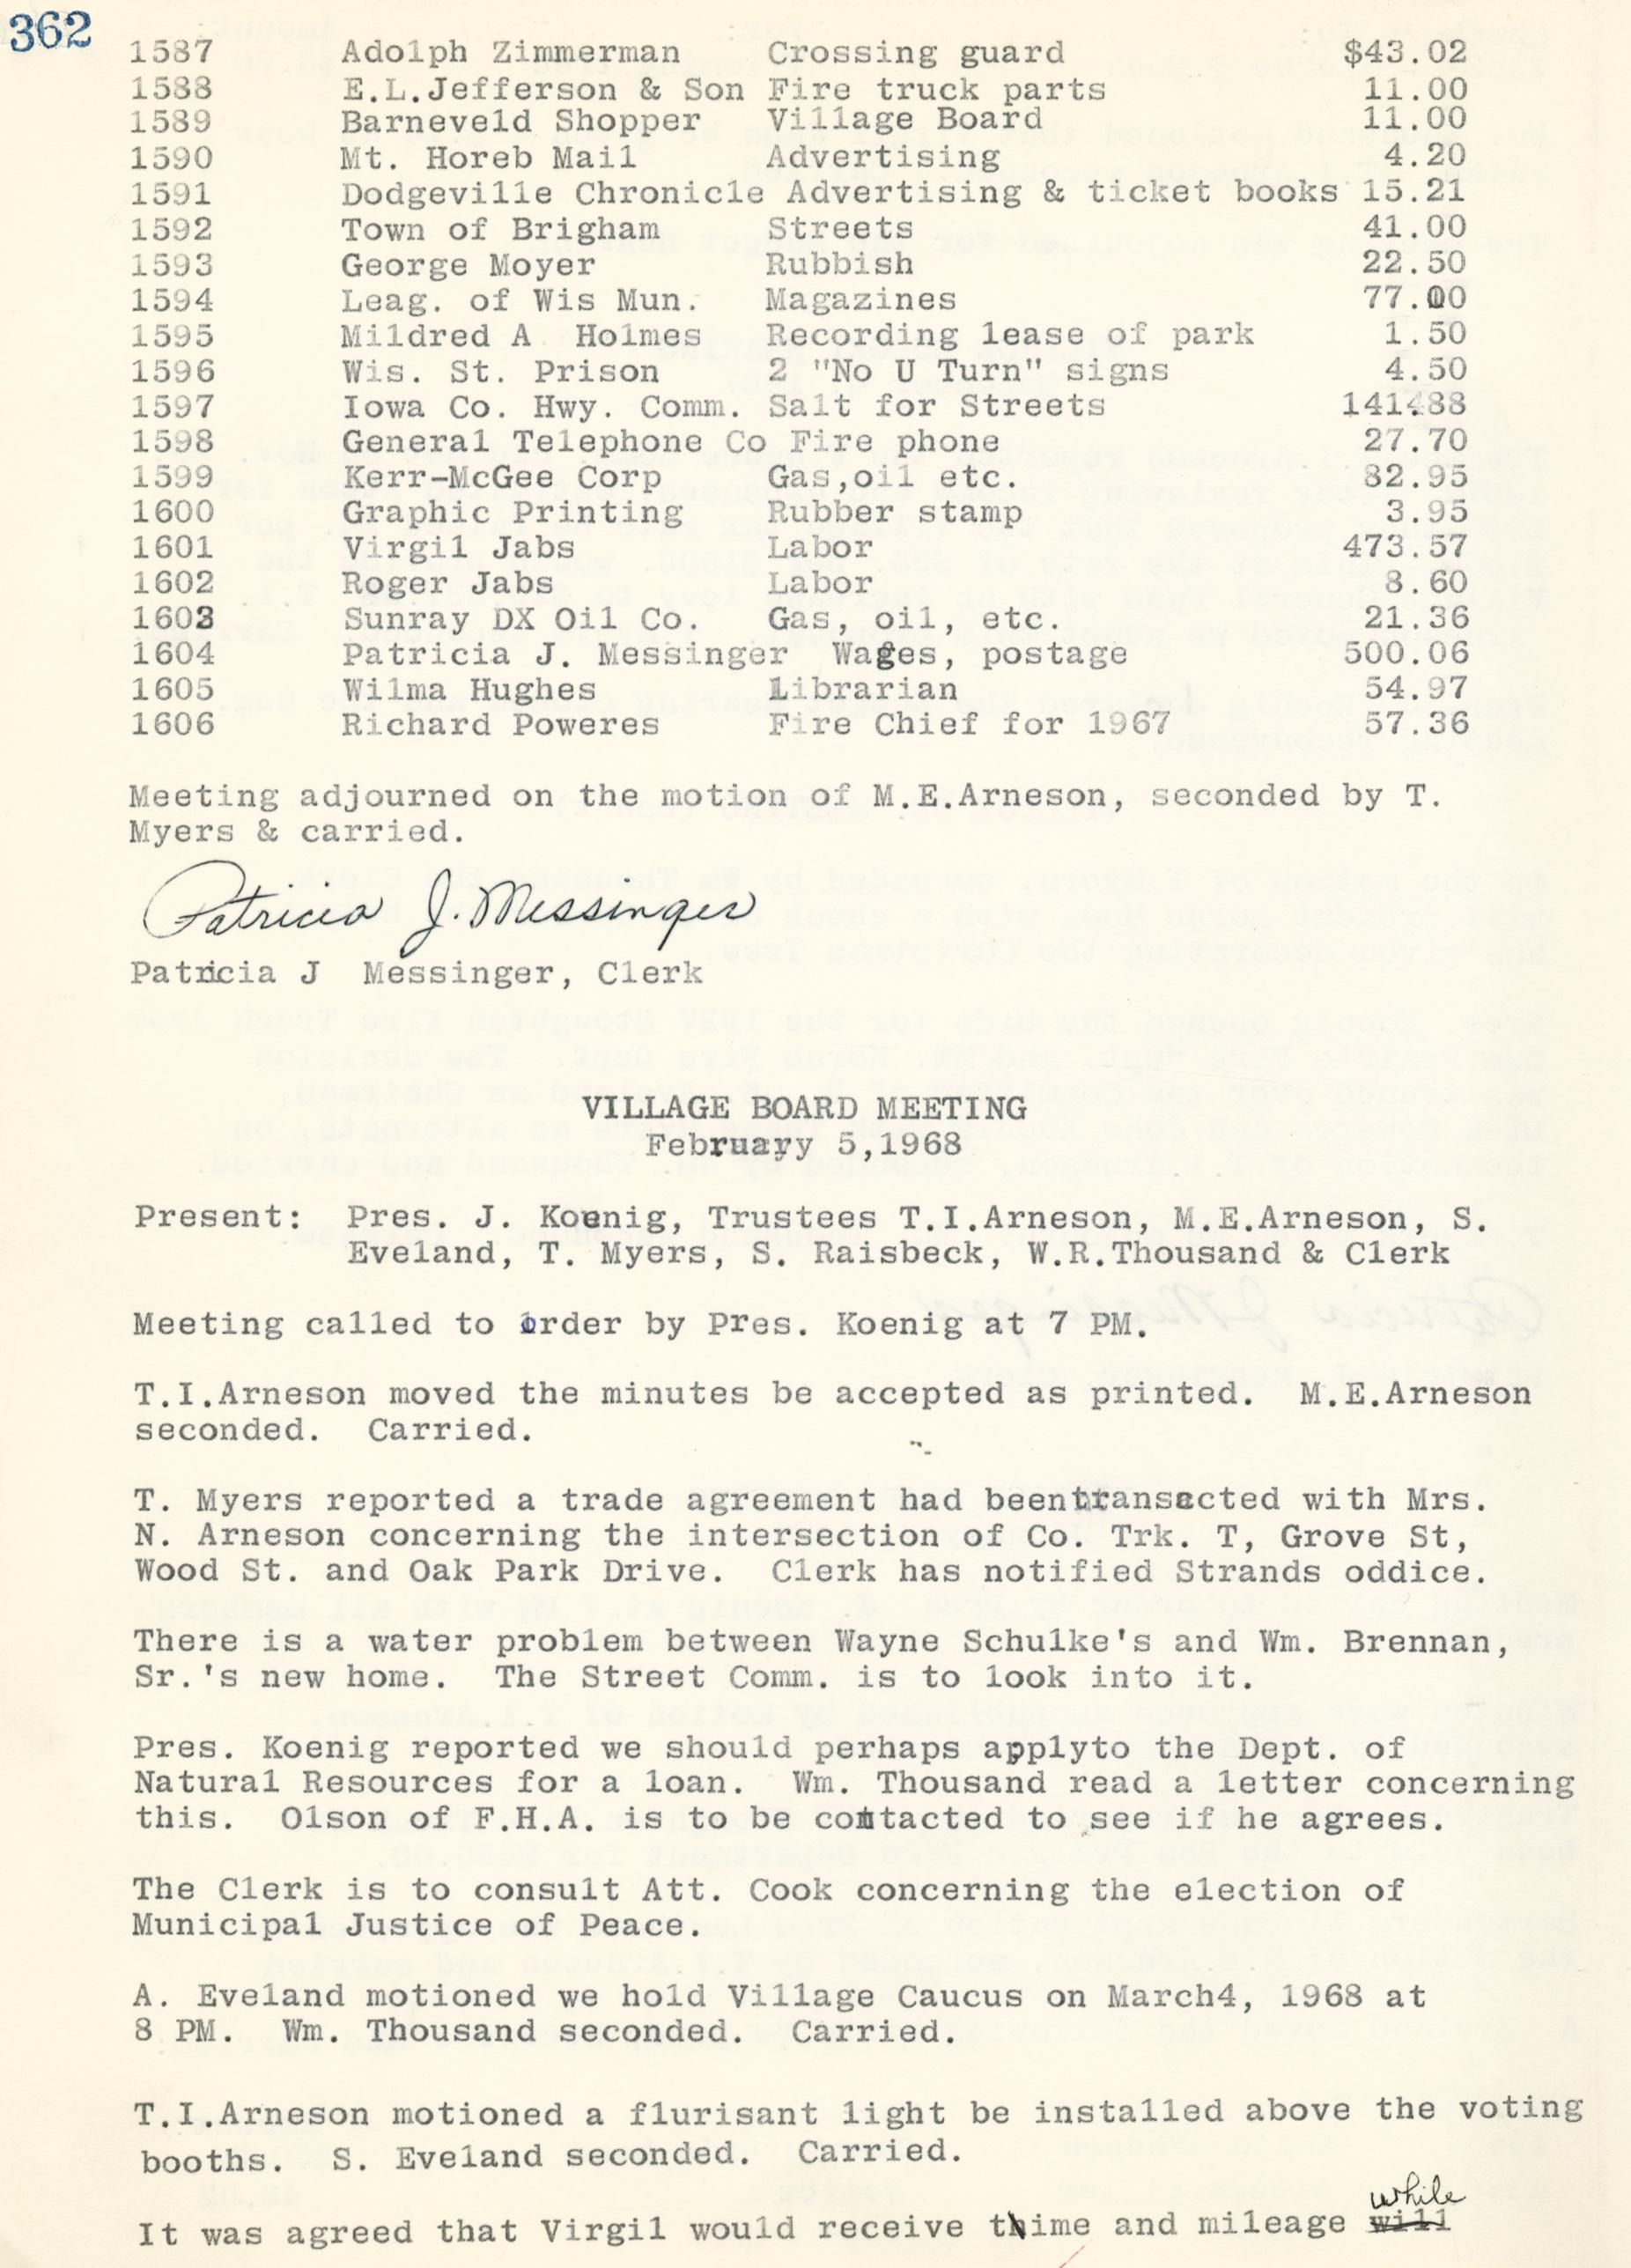 362
1587 Adolph Zimmerman Crossing guard $43.02
1588 E.L.Jefferson & Son Fire truck parts 11.00
1589 Barneveld Shopper Village Board 11.00
1590 Mt. Horeb Mail Advertising 4.20
1591 Dodgeville Chronicle Advertising & ticket books 15.21
1592 Town of Brigham Streets 41.00
1593 George Moyer Rubbish 22.50
1594 Leag. of Wis Mun. Magazines 77.00
1595 Mildred A Holmes Recording lease of park 1.50
1596 Wis. St. Prison 2 "No U Turn" signs 4.50
1597 Iowa Co. Hwy. Comm. Salt for Streets 141.88
1598 General Telephone Co Fire phone 27.70
1599 Kerr-McGee Corp Gas,oil etc. 82.95
1600 Graphic Printing Rubber stamp 3.95
1601 Virgil Jabs Labor 473.57
1602 Roger Jabs Labor 8.60
1603 Sunray DX Oil Co. Gas, oil, etc. 21.36
1604 Patricia J. Messinger Wages, postage 500.06
1605 Wilma Hughes Librarian 54.97
1606 Richard Poweres Fire Chief for 1967 57.36
Meeting adjourned on the motion of M.E.Arneson, seconded by T.
Myers & carried.
Patricia J. Messinger
Patricia J Messinger, Clerk
VILLAGE BOARD MEETING
February 5,1968
Present: Pres. J. Koenig, Trustees T.I.Arneson, M.E.Arneson, S.
Eveland, T. Myers, S. Raisbeck, W.R.Thousand & Clerk
Meeting called to order by Pres. Koenig at 7 PM.
T.I.Arneson moved the minutes be accepted as printed. M.E.Arneson
seconded. Carried.
T. Myers reported a trade agreement had beentransacted with Mrs.
N. Arneson concerning the intersection of Co. Trk. T, Grove St,
Wood St. and Oak Park Drive. Clerk has notified Strands oddice.
There is a water problem between Wayne Schulke's and Wm. Brennan,
Sr.'s new home. The Street Comm. is to look into it.
Pres. Koenig reported we should perhaps applyto the Dept. of
Natural Resources for a loan. Wm. Thousand read a letter concerning
this. Olson of F.H.A. is to be contacted to see if he agrees.
The Clerk is to consult Att. Cook concerning the election of
Municipal Justice of Peace.
A. Eveland motioned we hold Village Caucus on March4, 1968 at
8 PM. Wm. Thousand seconded. Carried.
T.I.Arneson motioned a flurisant light be installed above the voting
booths. S. Eveland seconded. Carried.
while
It was agreed that Virgil would receive thime and mileage will